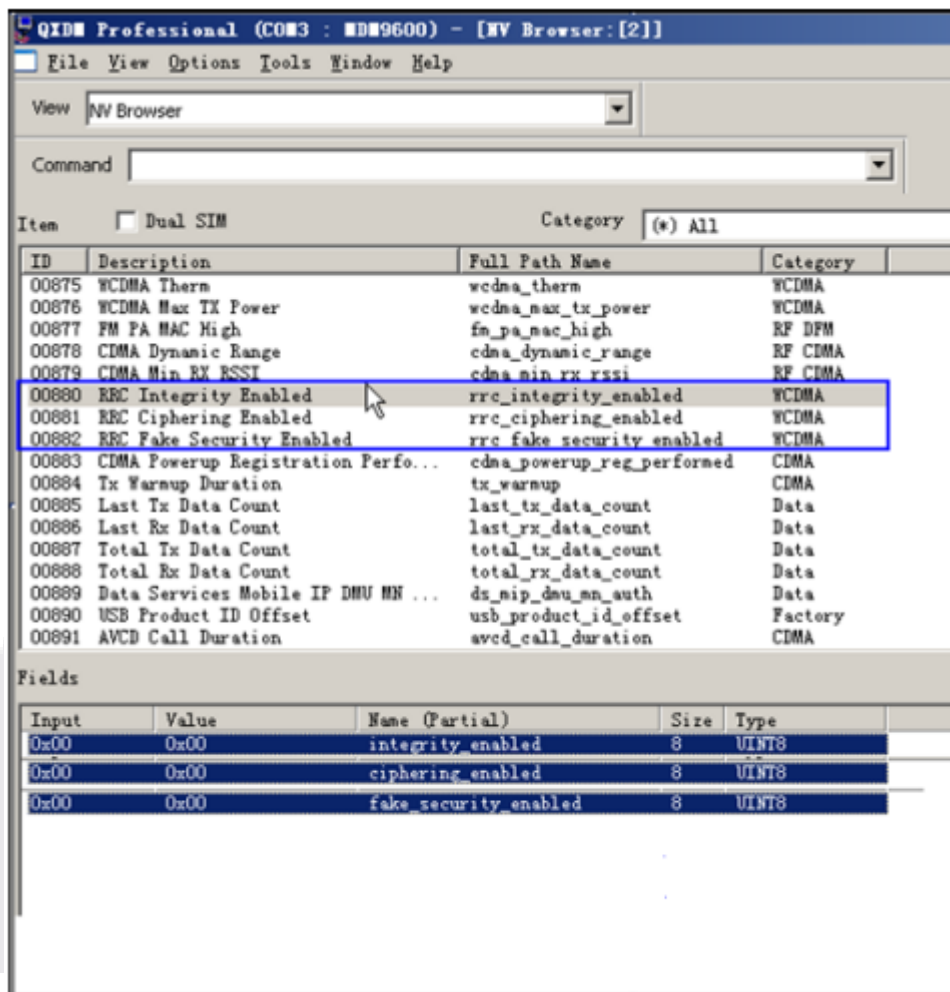 QXDM Professional (COM3 : MDM9600) - [NV Browser:[2]]
File View Options Tools Window Help
View NV Browser
Command
Item Dual SIM Category (*) All
ID Description Full Path Name Category
00875 WCDMA Therm wcdma_therm WCDMA
00876 WCDMA Max TX Power wcdma_max_tx_power WCDMA
00877 FM PA MAC High fm_pa_mac_high RF DFM
00878 CDMA Dynamic Range cdma_dynamic_range RF CDMA
00879 CDMA Min RX RSSI cdma_min_rx_rssi RF CDMA
00880 RRC Integrity Enabled rrc_integrity_enabled WCDMA
00881 RRC Ciphering Enabled rrc_ciphering_enabled WCDMA
00882 RRC Fake Security Enabled rrc_fake_security_enabled WCDMA
00883 CDMA Powerup Registration Perfo... cdma_powerup_reg_performed CDMA
00884 Tx Warmup Duration tx_warmup CDMA
00885 Last Tx Data Count last_tx_data_count Data
00886 Last Rx Data Count last_rx_data_count Data
00887 Total Tx Data Count total_tx_data_count Data
00888 Total Rx Data Count total_rx_data_count Data
00889 Data Services Mobile IP DMU MN ... ds_mip_dmu_mn_auth Data
00890 USB Product ID Offset usb_product_id_offset Factory
00891 AVCD Call Duration avcd_call_duration CDMA
Fields
Input Value Name (Partial) Size Type
0x00 0x00 integrity_enabled 8 UINT8
0x00 0x00 ciphering_enabled 8 UINT8
0x00 0x00 fake_security_enabled 8 UINT8